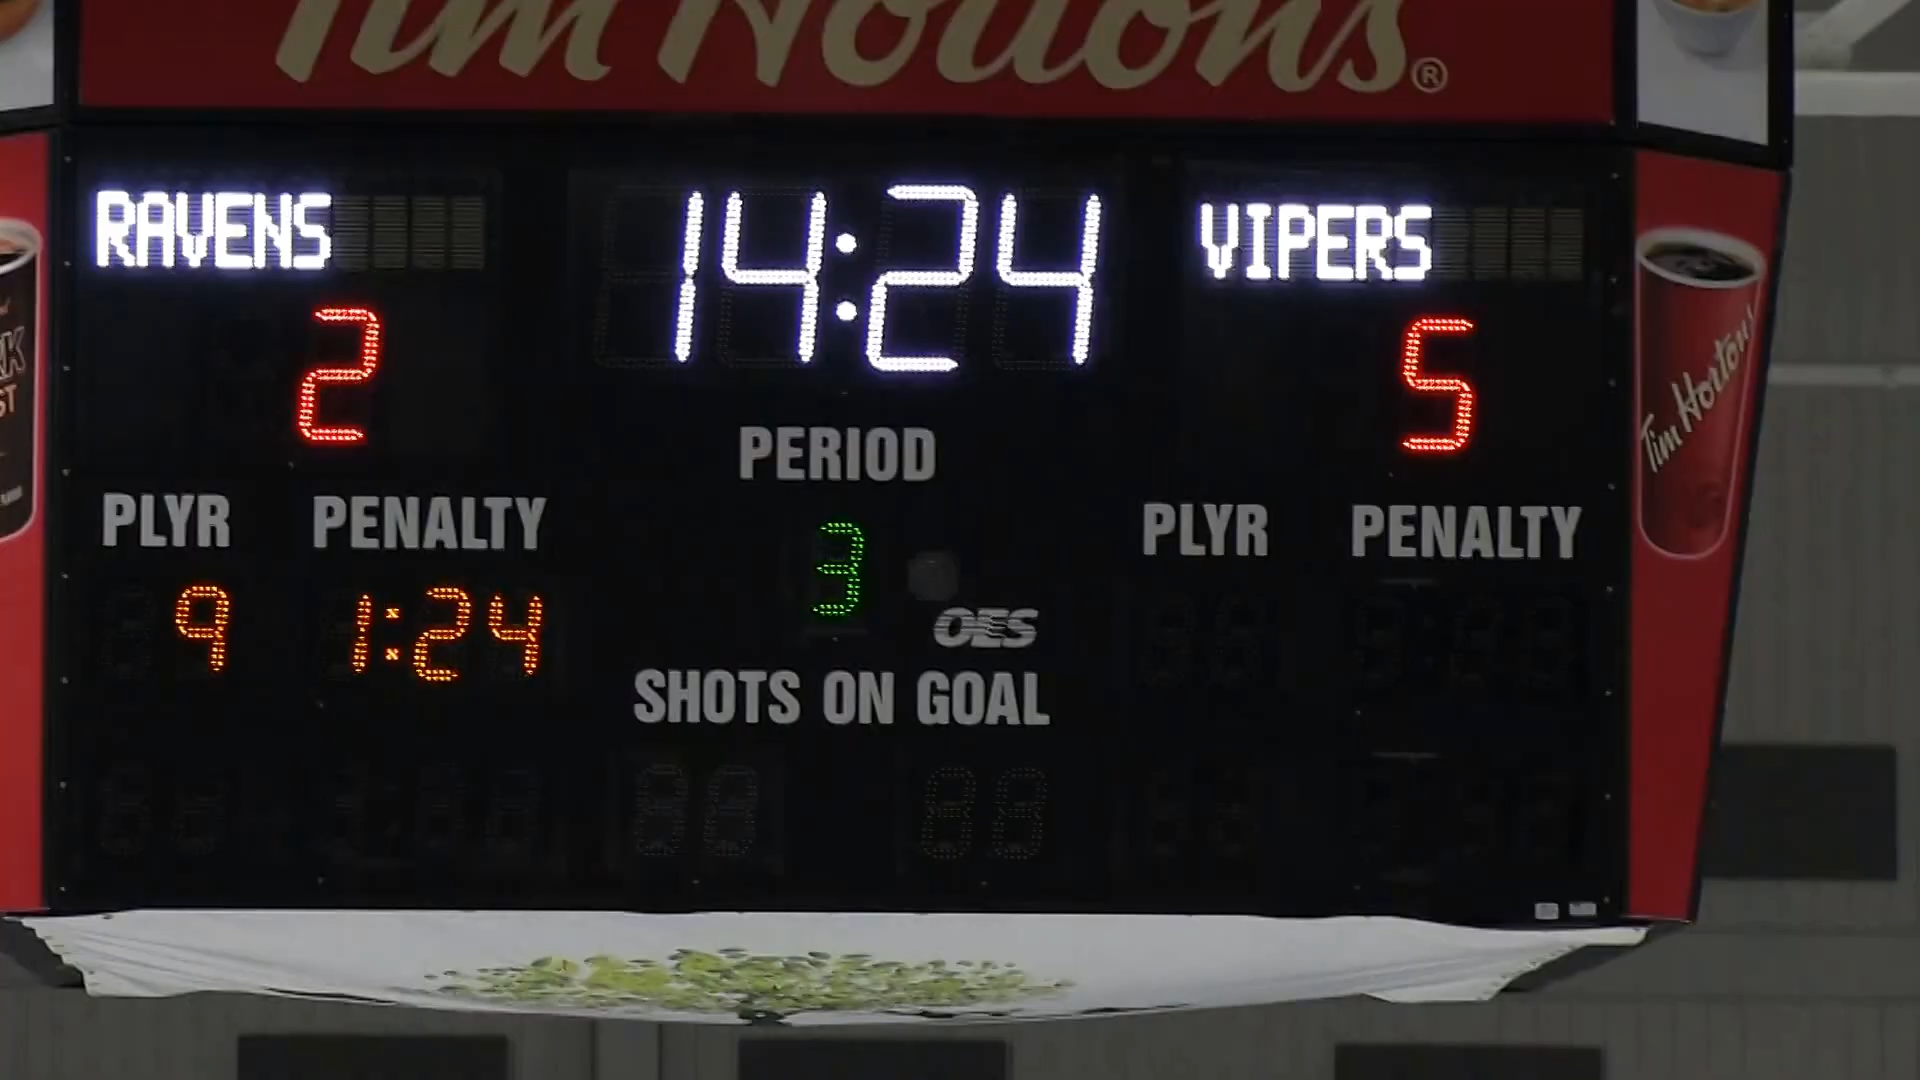 Tim Hortons®
RAVENS 14:24 VIPERS
2 5
PERIOD
PLYR PENALTY 3 PLYR PENALTY
9 1:24
OES
SHOTS ON GOAL
Tim Hortons